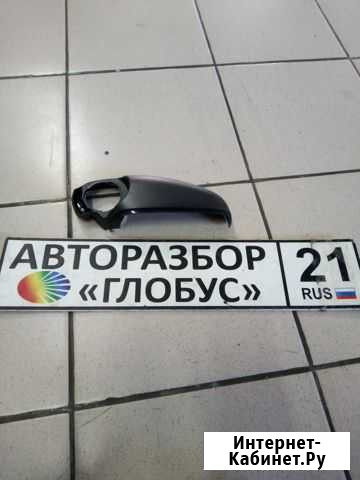 АВТОРАЗБОР
«ГЛОБУС»
21
RUS
Интернет-
Кабинет.Ру